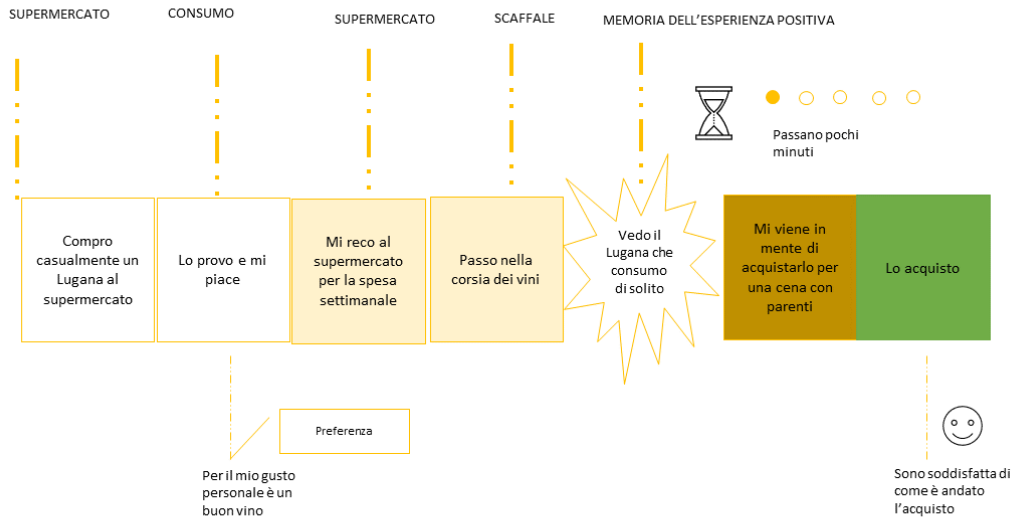 SUPERMERCATO
CONSUMO
SUPERMERCATO
SCAFFALE
MEMORIA DELL'ESPERIENZA POSITIVA
Passano pochi
minuti
Compro
casualmente un
Lugana al
supermercato
Lo provo e mi
piace
Mi reco al
supermercato
per la spesa
settimanale
Passo nella
corsia dei vini
Vedo il
Lugana che
consumo
di solito
Mi viene in
mente di
acquistarlo per
una cena con
parenti
Lo acquisto
Preferenza
Per il mio gusto
personale è un
buon vino
Sono soddisfatta di
come è andato
l'acquisto